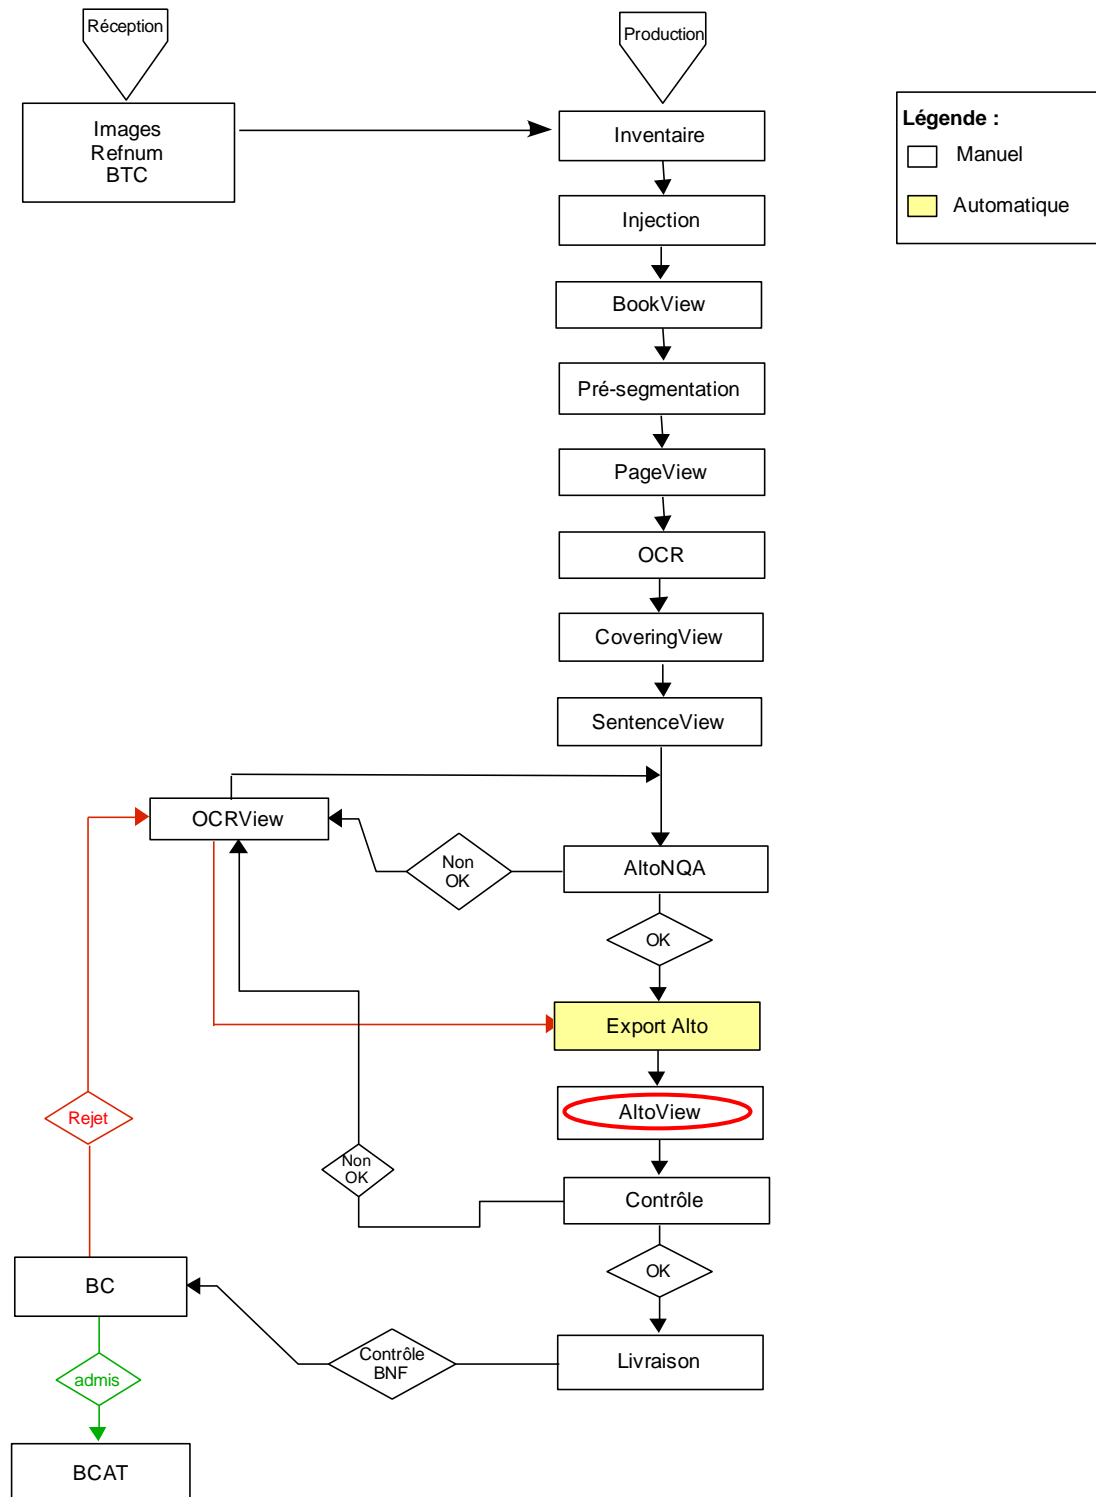 Réception
Production
Images
Refnum
BTC
Inventaire
Légende :
Manuel
Automatique
Injection
BookView
Pré-segmentation
PageView
OCR
CoveringView
SentenceView
OCRView
Non
OK
AltoNQA
OK
Export Alto
Rejet
AltoView
Non
OK
Contrôle
OK
BC
Contrôle
BNF
Livraison
admis
BCAT